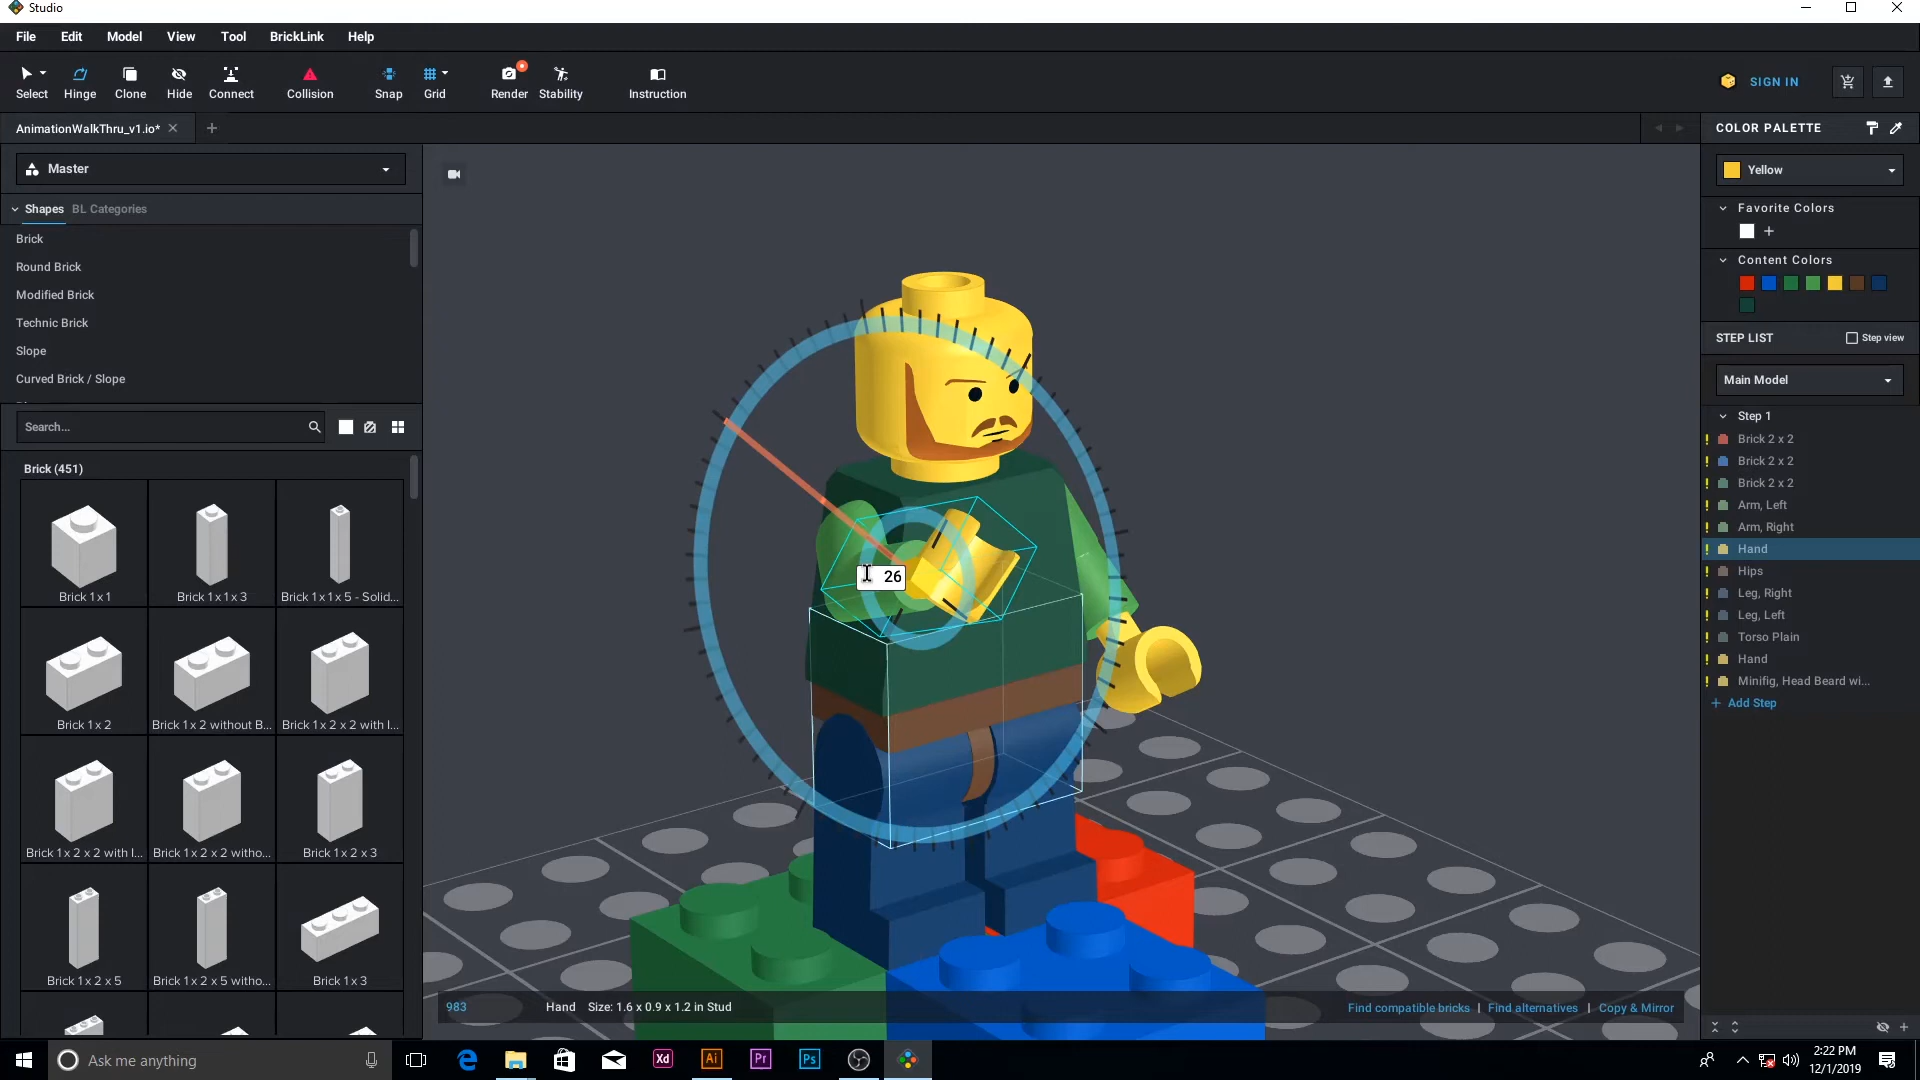 Studio
File Edit Model View Tool BrickLink Help
Select Hinge Clone Hide Connect Collision Snap Grid Render Stability Instruction
SIGN IN
AnimationWalkThru_v1.io*
COLOR PALETTE
Master
Yellow
Shapes BL Categories
Favorite Colors
Brick
Round Brick
Content Colors
Modified Brick
Technic Brick
STEP LIST Step view
Slope
Curved Brick / Slope
Main Model
Search...
Step 1
Brick 2 x 2
Brick 2 x 2
Brick 2 x 2
Arm, Left
Arm, Right
Hand
Hips
Leg, Right
Leg, Left
Torso Plain
Hand
Minifig, Head Beard wi...
Add Step
Brick (451)
Brick 1 x 1 Brick 1 x 1 x 3 Brick 1 x 1 x 5 - Solid...
Brick 1 x 2 Brick 1 x 2 without B... Brick 1 x 2 x 2 with I...
Brick 1 x 2 x 2 with I... Brick 1 x 2 x 2 witho... Brick 1 x 2 x 3
Brick 1 x 2 x 5 Brick 1 x 2 x 5 witho... Brick 1 x 3
26
983 Hand Size: 1.6 x 0.9 x 1.2 in Stud Find compatible bricks | Find alternatives | Copy & Mirror
Ask me anything
Xd Ai Pr Ps
2:22 PM
12/1/2019